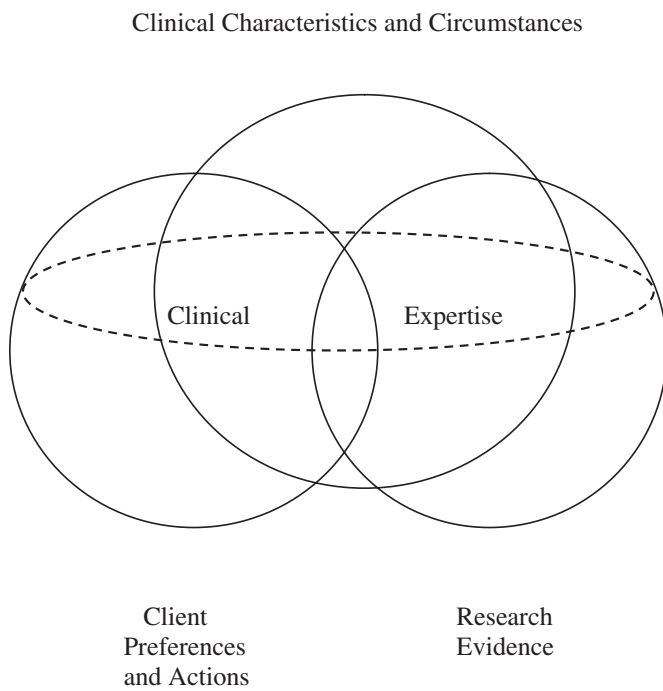 Clinical Characteristics and Circumstances
Clinical Expertise
Client
Preferences
and Actions
Research
Evidence